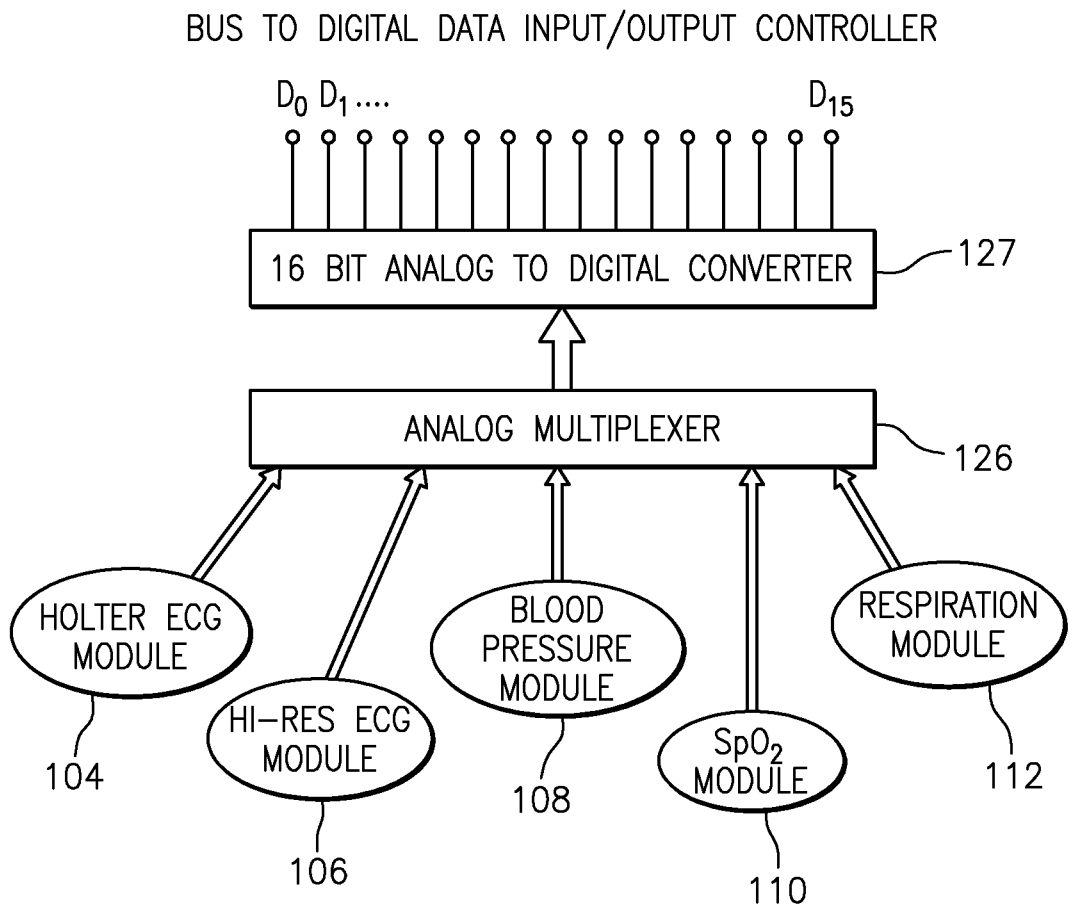 BUS TO DIGITAL DATA INPUT/OUTPUT CONTROLLER
D0 D1 .... D15
16 BIT ANALOG TO DIGITAL CONVERTER
127
ANALOG MULTIPLEXER
126
HOLTER ECG
MODULE
104
HI-RES ECG
MODULE
106
BLOOD
PRESSURE
MODULE
108
SpO2
MODULE
110
RESPIRATION
MODULE
112